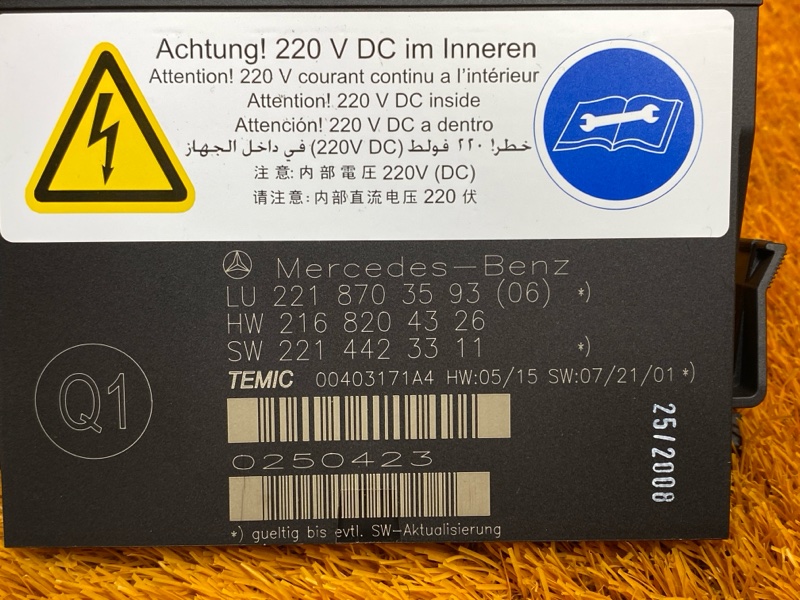 Achtung! 220 V DC im Inneren
Attention! 220 V courant continu a l'intérieur
Attention! 220 V DC inside
Atención! 220 V DC a dentro
خطر! ٢٢٠ فولط (220V DC) في داخل الجهاز
注意: 内部電圧 220V (DC)
请注意: 内部直流电压 220 伏
Mercedes-Benz
LU 221 870 35 93 (06) *)
HW 216 820 43 26
SW 221 442 33 11 *)
TEMIC 00403171A4 HW:05/15 SW:07/21/01 *)
Q1
0250423
25/2008
*) gueltig bis evtl. SW-Aktualisierung